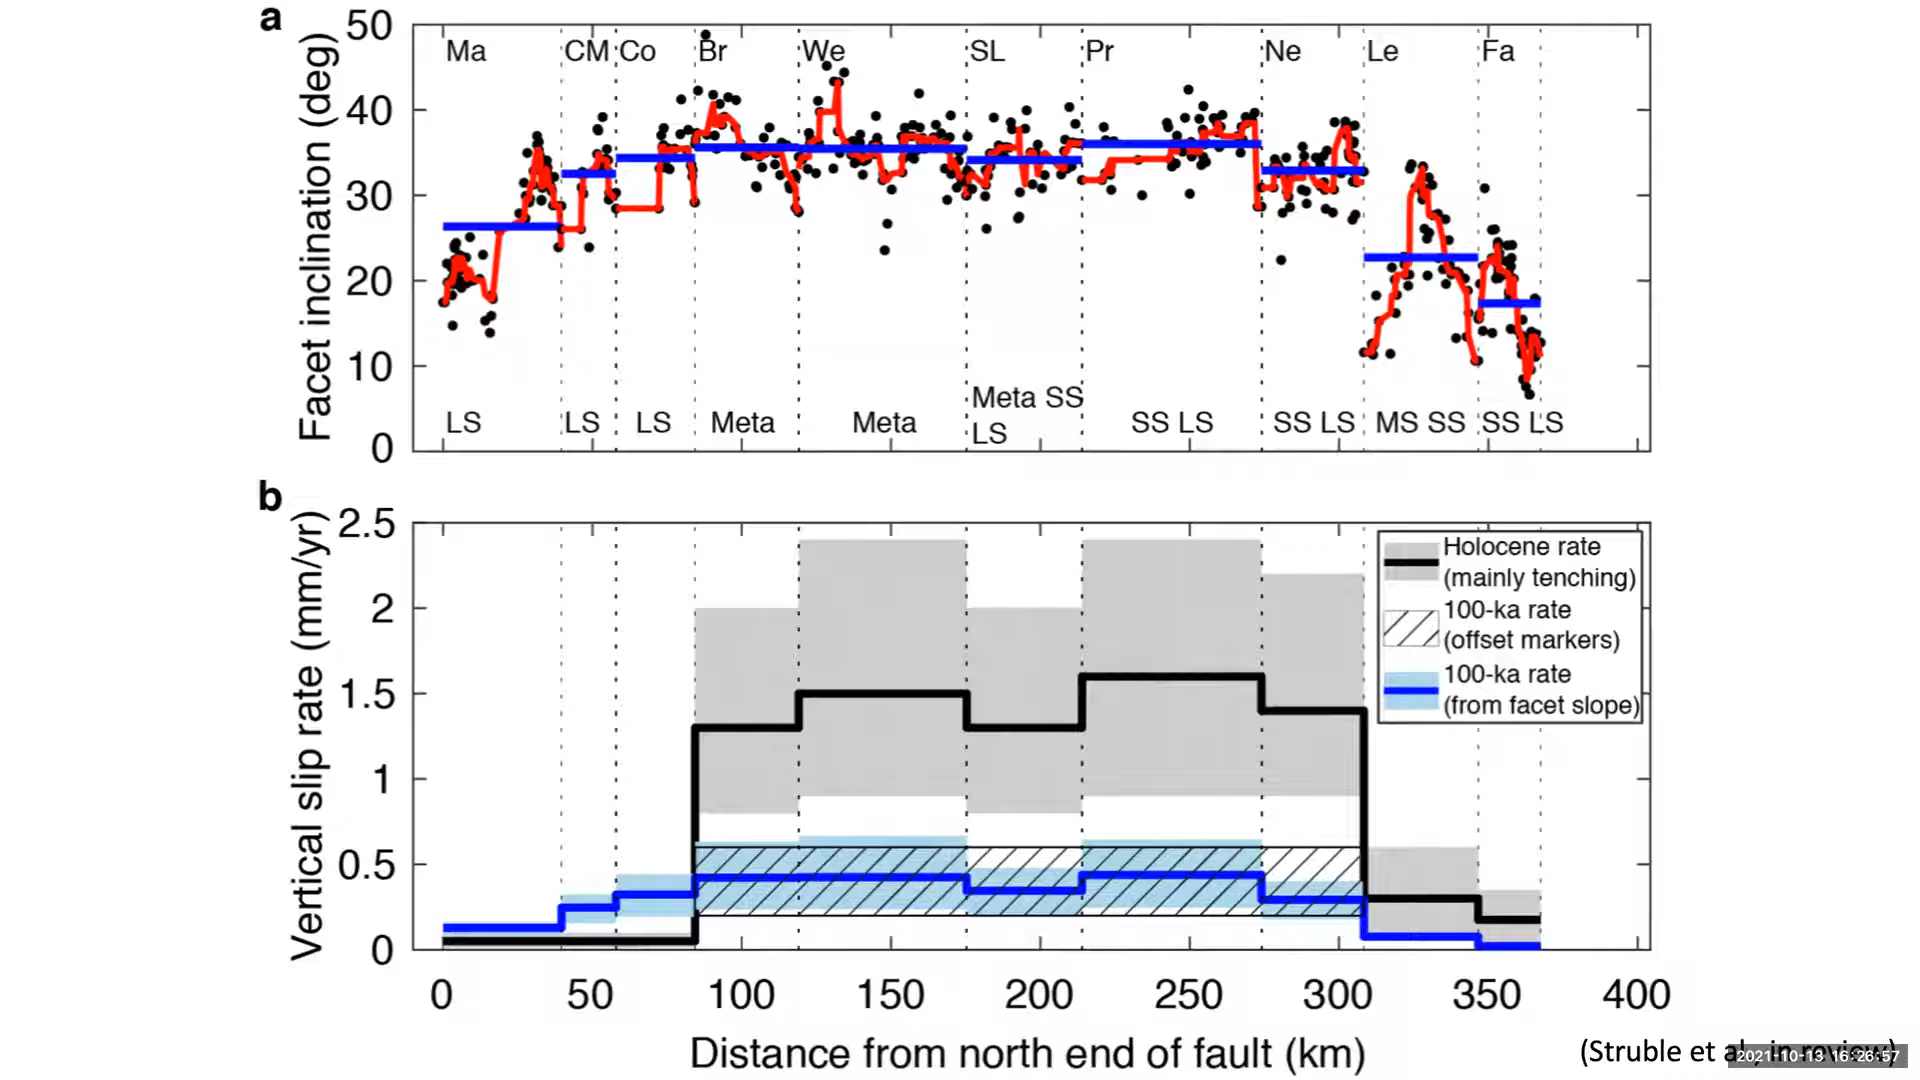 a
Facet inclination (deg)
50
40
30
20
10
0
Ma
CM
Co
Br
We
SL
Pr
Ne
Le
Fa
LS
LS
LS
Meta
Meta
Meta SS
LS
SS LS
SS LS
MS SS
SS LS
b
Vertical slip rate (mm/yr)
2.5
2
1.5
1
0.5
0
Holocene rate
(mainly tenching)
100-ka rate
(offset markers)
100-ka rate
(from facet slope)
0
50
100
150
200
250
300
350
400
Distance from north end of fault (km)
(Struble et al, in review)
2021-10-13 16:26:57